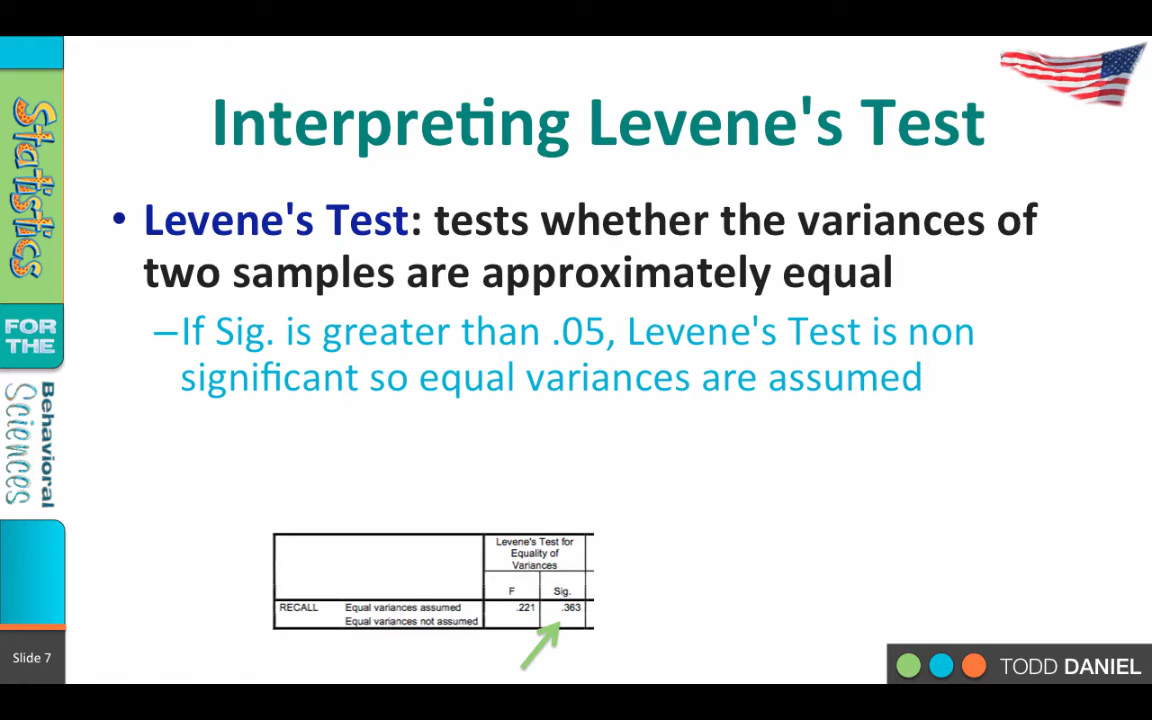 Interpreting Levene's Test
• Levene's Test: tests whether the variances of
two samples are approximately equal
–If Sig. is greater than .05, Levene's Test is non
significant so equal variances are assumed
Levene's Test for
Equality of
Variances
F Sig.
RECALL Equal variances assumed .221 .363
Equal variances not assumed
Statistics
FOR
THE
Behavioral
Sciences
Slide 7
TODD DANIEL